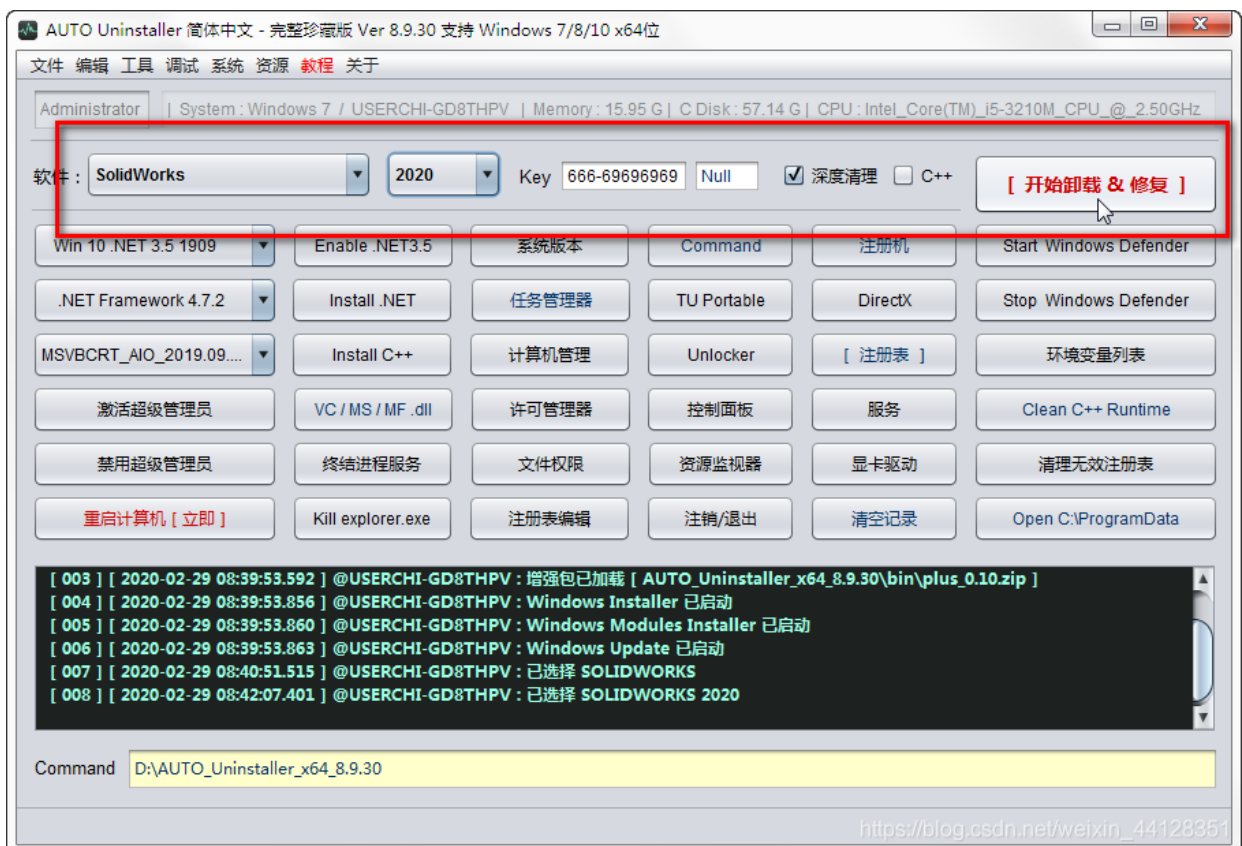 AUTO Uninstaller 简体中文 - 完整珍藏版 Ver 8.9.30 支持 Windows 7/8/10 x64位
文件 编辑 工具 调试 系统 资源 教程 关于
Administrator | System : Windows 7 / USERCHI-GD8THPV | Memory : 15.95 G | C Disk : 57.14 G | CPU : Intel_Core(TM)_i5-3210M_CPU_@_2.50GHz
软件 : SolidWorks 2020 Key 666-69696969 Null 深度清理 C++ [ 开始卸载 & 修复 ]
Win 10 .NET 3.5 1909 Enable .NET3.5 系统版本 Command 注册机 Start Windows Defender
.NET Framework 4.7.2 Install .NET 任务管理器 TU Portable DirectX Stop Windows Defender
MSVBCRT_AIO_2019.09.... Install C++ 计算机管理 Unlocker [ 注册表 ] 环境变量列表
激活超级管理员 VC / MS / MF .dll 许可管理器 控制面板 服务 Clean C++ Runtime
禁用超级管理员 终结进程服务 文件权限 资源监视器 显卡驱动 清理无效注册表
重启计算机 [ 立即 ] Kill explorer.exe 注册表编辑 注销/退出 清空记录 Open C:\ProgramData
[ 003 ] [ 2020-02-29 08:39:53.592 ] @USERCHI-GD8THPV : 增强包已加载 [ AUTO_Uninstaller_x64_8.9.30\bin\plus_0.10.zip ]
[ 004 ] [ 2020-02-29 08:39:53.856 ] @USERCHI-GD8THPV : Windows Installer 已启动
[ 005 ] [ 2020-02-29 08:39:53.860 ] @USERCHI-GD8THPV : Windows Modules Installer 已启动
[ 006 ] [ 2020-02-29 08:39:53.863 ] @USERCHI-GD8THPV : Windows Update 已启动
[ 007 ] [ 2020-02-29 08:40:51.515 ] @USERCHI-GD8THPV : 已选择 SOLIDWORKS
[ 008 ] [ 2020-02-29 08:42:07.401 ] @USERCHI-GD8THPV : 已选择 SOLIDWORKS 2020
Command D:\AUTO_Uninstaller_x64_8.9.30
https://blog.csdn.net/weixin_44128351